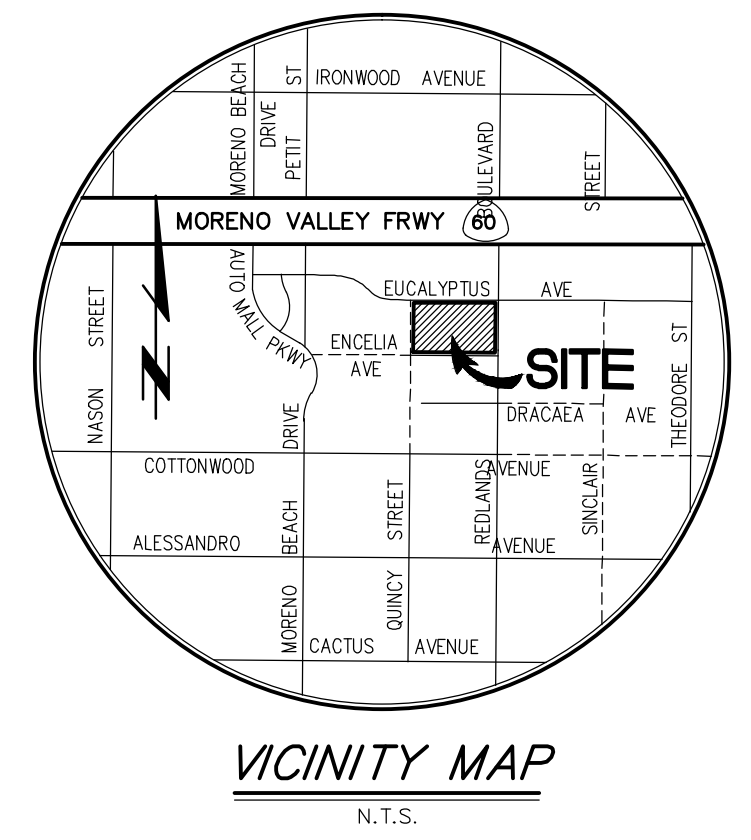 IRONWOOD AVENUE
MORENO BEACH
DRIVE
PETIT ST
BOULEVARD
STREET
MORENO VALLEY FRWY 60
AUTO MALL PKWY
EUCALYPTUS AVE
NASON STREET
ENCELIA
AVE
SITE
THEODORE ST
DRACAEA AVE
COTTONWOOD AVENUE
MORENO BEACH DRIVE
QUINCY STREET
REDLANDS
SINCLAIR
ALESSANDRO AVENUE
CACTUS AVENUE
N
VICINITY MAP
N.T.S.